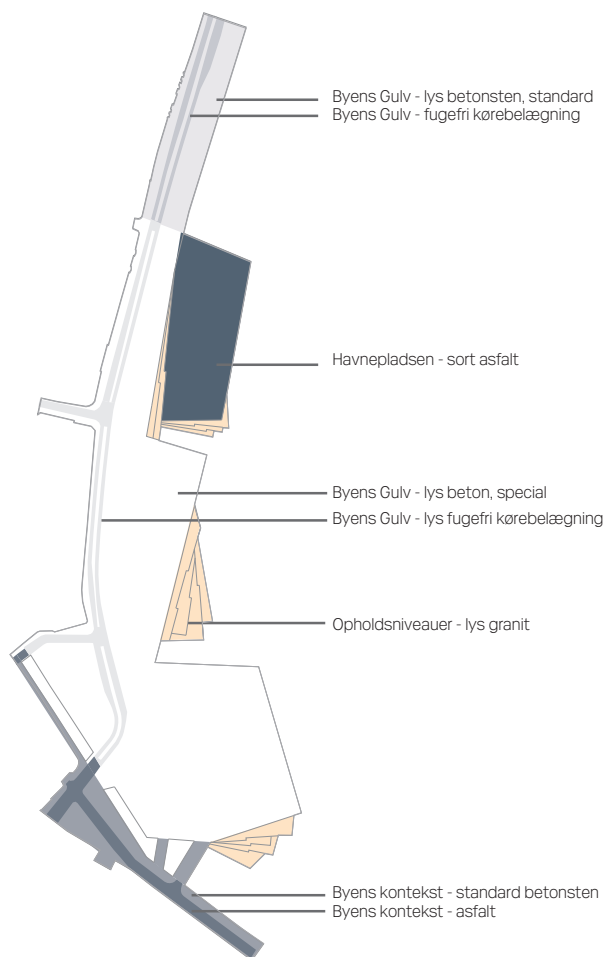 Byens Gulv - lys betonsten, standard
Byens Gulv - fugefri kørebelægning
Havnepladsen - sort asfalt
Byens Gulv - lys beton, special
Byens Gulv - lys fugefri kørebelægning
Opholdsniveauer - lys granit
Byens kontekst - standard betonsten
Byens kontekst - asfalt